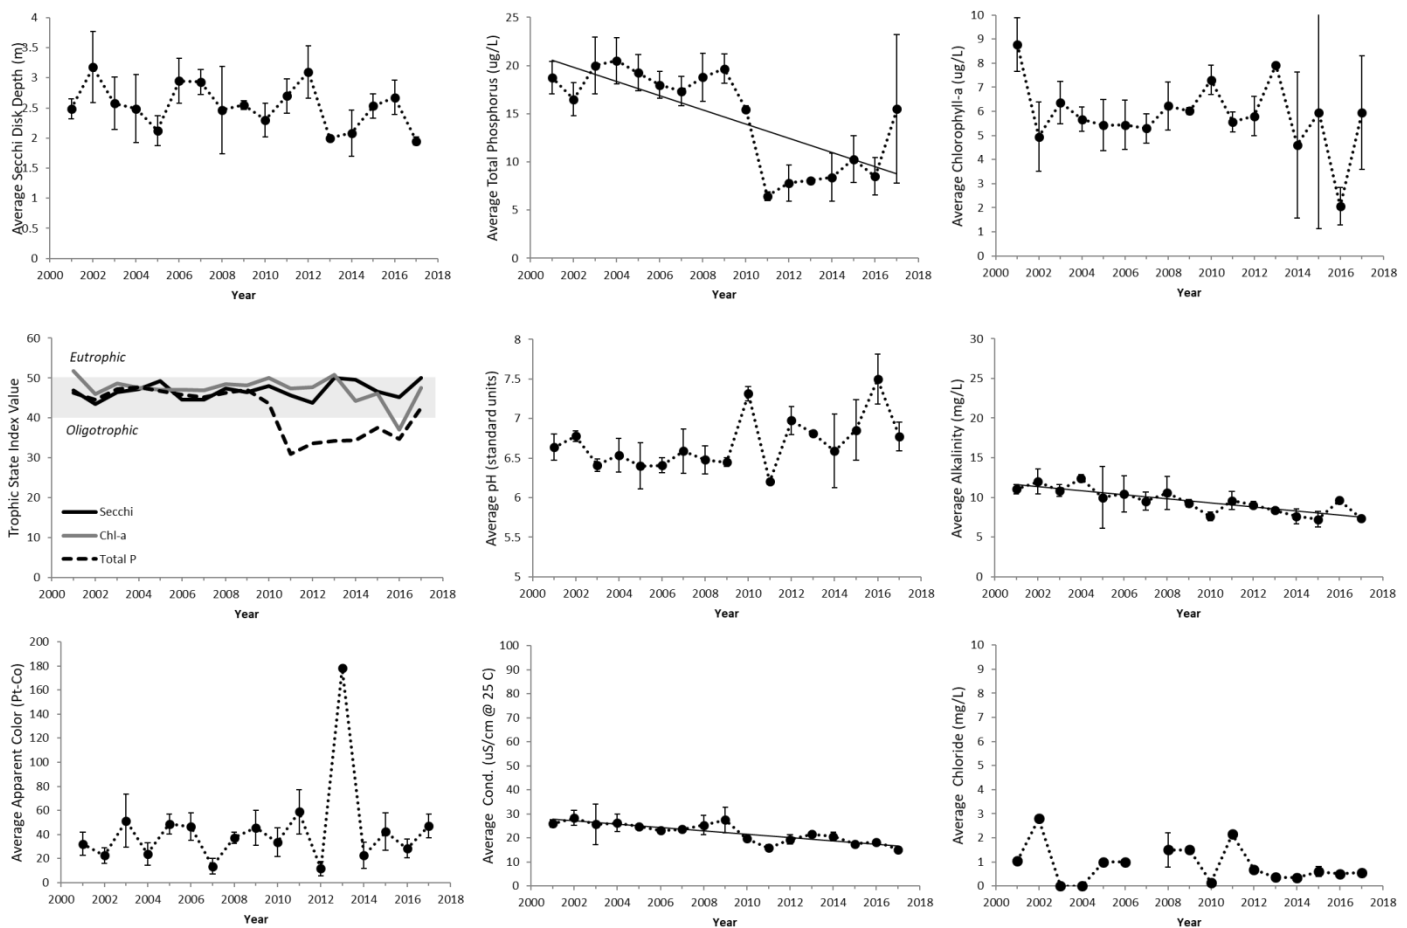 Average Secchi Disk Depth (m)
4
3.5
3
2.5
2
1.5
1
0.5
0
2000 2002 2004 2006 2008 2010 2012 2014 2016 2018
Year
Average Total Phosphorus (ug/L)
25
20
15
10
5
0
2000 2002 2004 2006 2008 2010 2012 2014 2016 2018
Year
Average Chlorophyll-a (ug/L)
10
9
8
7
6
5
4
3
2
1
0
2000 2002 2004 2006 2008 2010 2012 2014 2016 2018
Year
Trophic State Index Value
60
50
40
30
20
10
0
Eutrophic
Oligotrophic
Secchi
Chl-a
Total P
2000 2002 2004 2006 2008 2010 2012 2014 2016 2018
Year
Average pH (standard units)
8
7.5
7
6.5
6
5.5
5
2000 2002 2004 2006 2008 2010 2012 2014 2016 2018
Year
Average Alkalinity (mg/L)
30
25
20
15
10
5
0
2000 2002 2004 2006 2008 2010 2012 2014 2016 2018
Year
Average Apparent Color (Pt-Co)
200
180
160
140
120
100
80
60
40
20
0
2000 2002 2004 2006 2008 2010 2012 2014 2016 2018
Year
Average Cond. (uS/cm @ 25 C)
100
90
80
70
60
50
40
30
20
10
0
2000 2002 2004 2006 2008 2010 2012 2014 2016 2018
Year
Average Chloride (mg/L)
10
9
8
7
6
5
4
3
2
1
0
2000 2002 2004 2006 2008 2010 2012 2014 2016 2018
Year